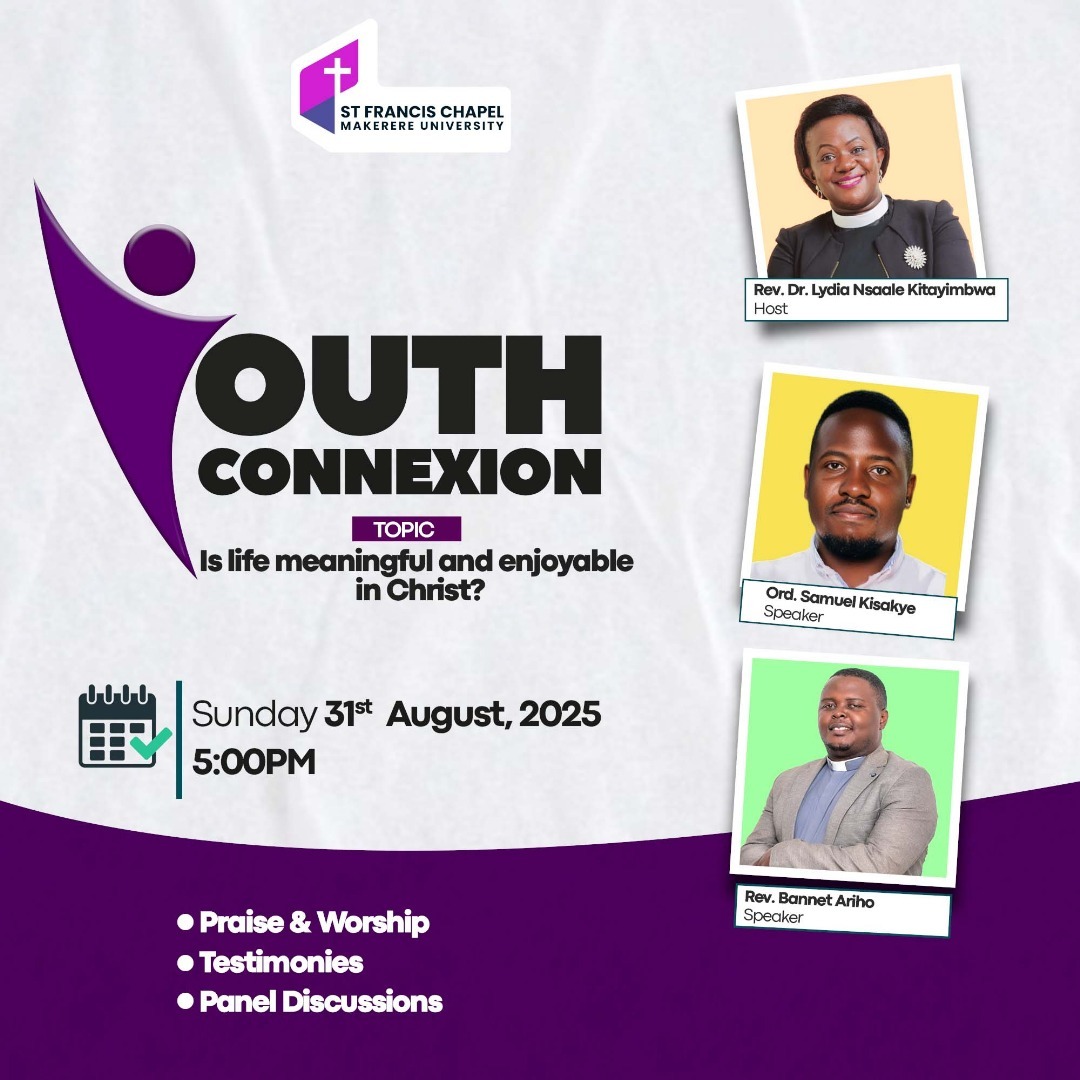 ST FRANCIS CHAPEL
MAKERERE UNIVERSITY
YOUTH
CONNEXION
TOPIC
Is life meaningful and enjoyable
in Christ?
Sunday 31st August, 2025
5:00PM
Praise & Worship
Testimonies
Panel Discussions
Rev. Dr. Lydia Nsaale Kitayimbwa
Host
Ord. Samuel Kisakye
Speaker
Rev. Bannet Ariho
Speaker